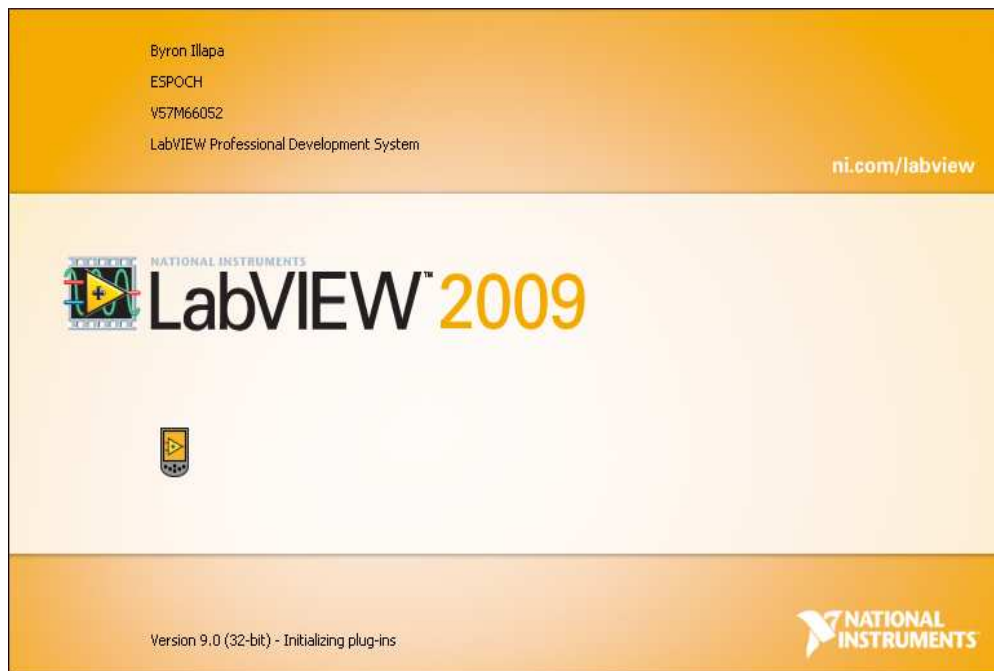 Byron Illapa
ESPOCH
V57M66052
LabVIEW Professional Development System
ni.com/labview
NATIONAL INSTRUMENTS
LabVIEW™ 2009
Version 9.0 (32-bit) - Initializing plug-ins
NATIONAL
INSTRUMENTS